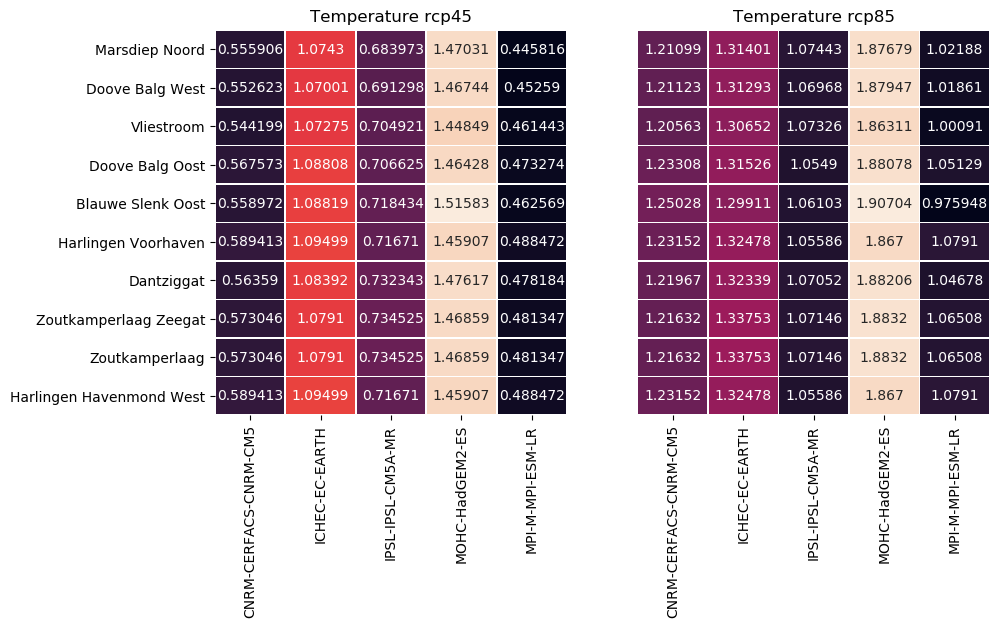 Temperature rcp45 Temperature rcp85
Marsdiep Noord 0.555906 1.0743 0.683973 1.47031 0.445816 1.21099 1.31401 1.07443 1.87679 1.02188
Doove Balg West 0.552623 1.07001 0.691298 1.46744 0.45259 1.21123 1.31293 1.06968 1.87947 1.01861
Vliestroom 0.544199 1.07275 0.704921 1.44849 0.461443 1.20563 1.30652 1.07326 1.86311 1.00091
Doove Balg Oost 0.567573 1.08808 0.706625 1.46428 0.473274 1.23308 1.31526 1.0549 1.88078 1.05129
Blauwe Slenk Oost 0.558972 1.08819 0.718434 1.51583 0.462569 1.25028 1.29911 1.06103 1.90704 0.975948
Harlingen Voorhaven 0.589413 1.09499 0.71671 1.45907 0.488472 1.23152 1.32478 1.05586 1.867 1.0791
Dantziggat 0.56359 1.08392 0.732343 1.47617 0.478184 1.21967 1.32339 1.07052 1.88206 1.04678
Zoutkamperlaag Zeegat 0.573046 1.0791 0.734525 1.46859 0.481347 1.21632 1.33753 1.07146 1.8832 1.06508
Zoutkamperlaag 0.573046 1.0791 0.734525 1.46859 0.481347 1.21632 1.33753 1.07146 1.8832 1.06508
Harlingen Havenmond West 0.589413 1.09499 0.71671 1.45907 0.488472 1.23152 1.32478 1.05586 1.867 1.0791
CNRM-CERFACS-CNRM-CM5
ICHEC-EC-EARTH
IPSL-IPSL-CM5A-MR
MOHC-HadGEM2-ES
MPI-M-MPI-ESM-LR
CNRM-CERFACS-CNRM-CM5
ICHEC-EC-EARTH
IPSL-IPSL-CM5A-MR
MOHC-HadGEM2-ES
MPI-M-MPI-ESM-LR